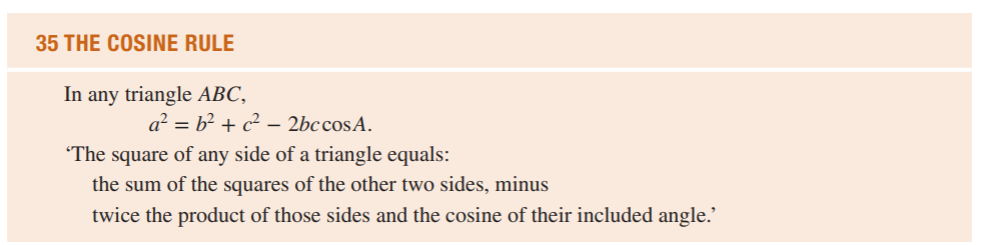 35 THE COSINE RULE
In any triangle ABC,
a² = b² + c² − 2bc cos A.
‘The square of any side of a triangle equals:
the sum of the squares of the other two sides, minus
twice the product of those sides and the cosine of their included angle.’